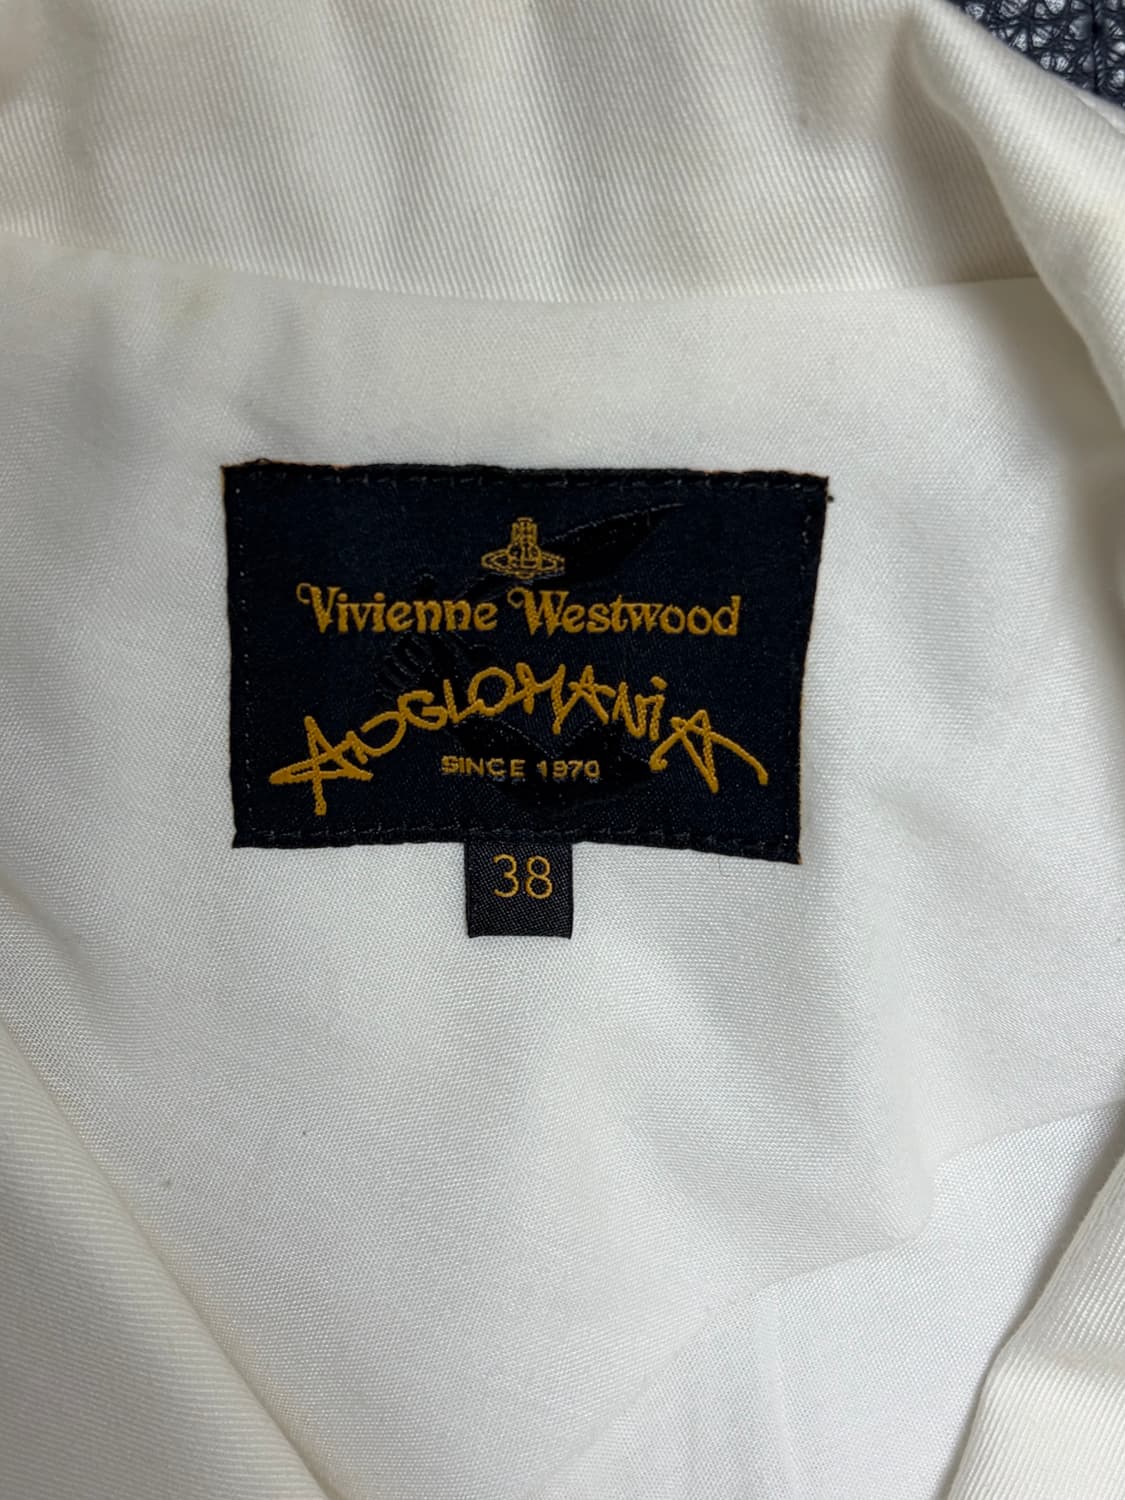 Vivienne Westwood
ANGLOMANiA
SINCE 1970
38